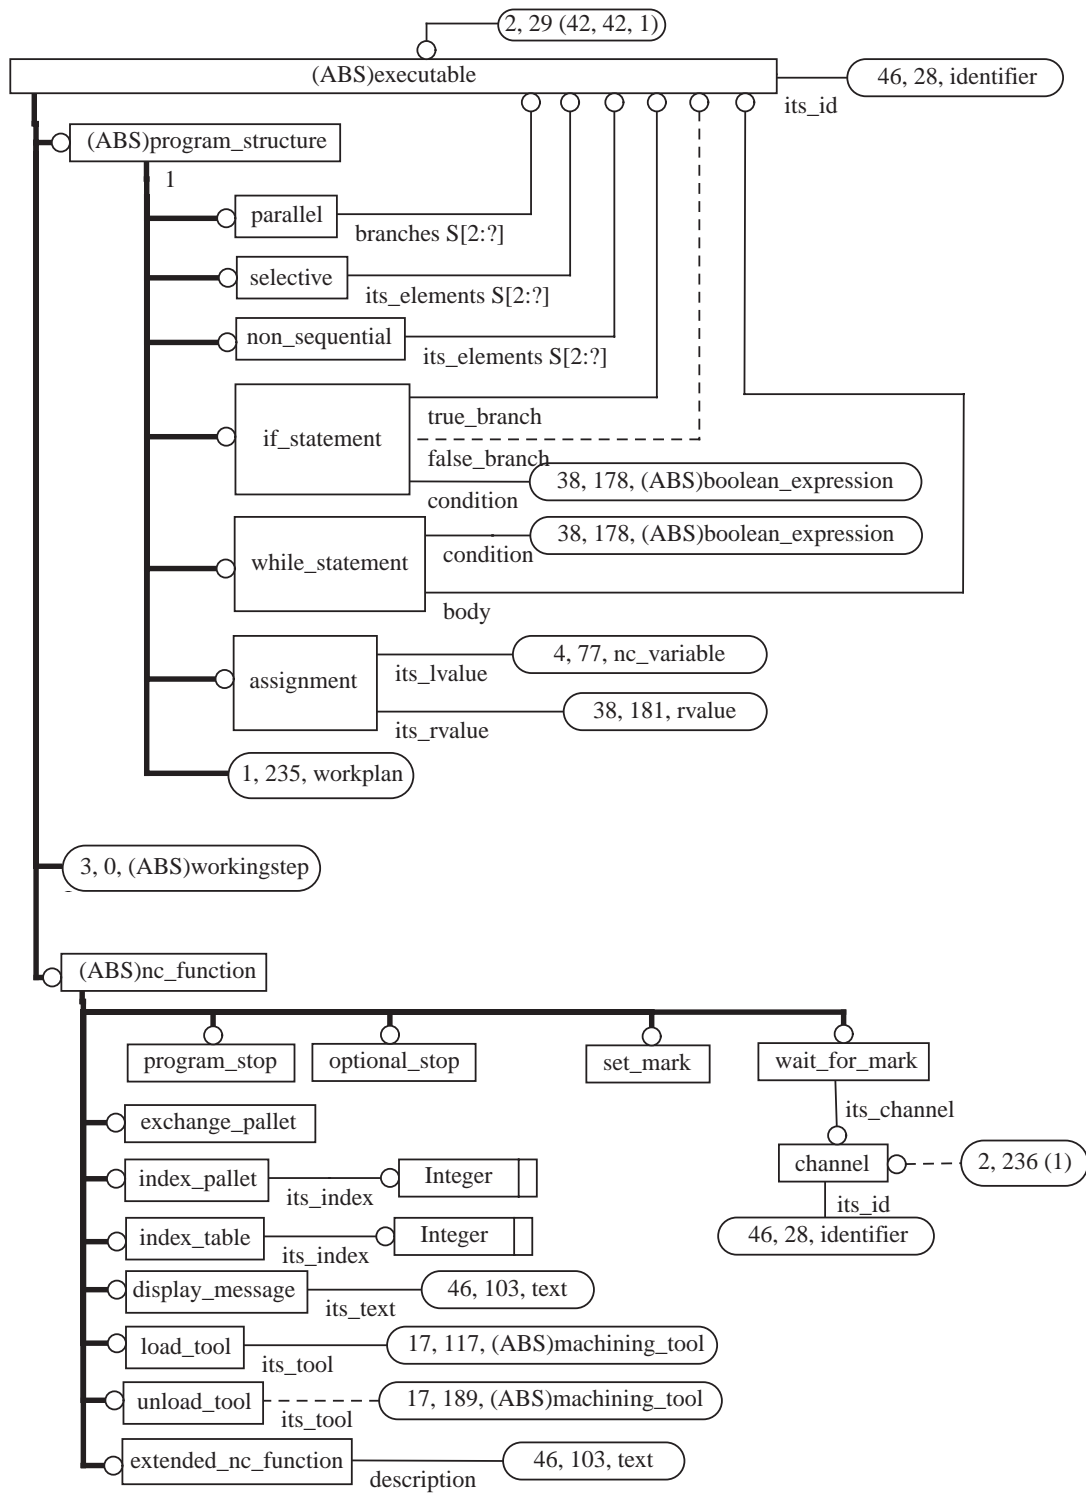 2, 29 (42, 42, 1)
(ABS)executable
46, 28, identifier
its_id
(ABS)program_structure
1
parallel
branches S[2:?]
selective
its_elements S[2:?]
non_sequential
its_elements S[2:?]
if_statement
true_branch
false_branch
38, 178, (ABS)boolean_expression
condition
while_statement
38, 178, (ABS)boolean_expression
condition
body
assignment
4, 77, nc_variable
its_lvalue
38, 181, rvalue
its_rvalue
1, 235, workplan
3, 0, (ABS)workingstep
(ABS)nc_function
program_stop
optional_stop
set_mark
wait_for_mark
its_channel
exchange_pallet
channel
2, 236 (1)
index_pallet
its_index
Integer
its_id
46, 28, identifier
index_table
its_index
Integer
display_message
its_text
46, 103, text
load_tool
its_tool
17, 117, (ABS)machining_tool
unload_tool
its_tool
17, 189, (ABS)machining_tool
extended_nc_function
description
46, 103, text